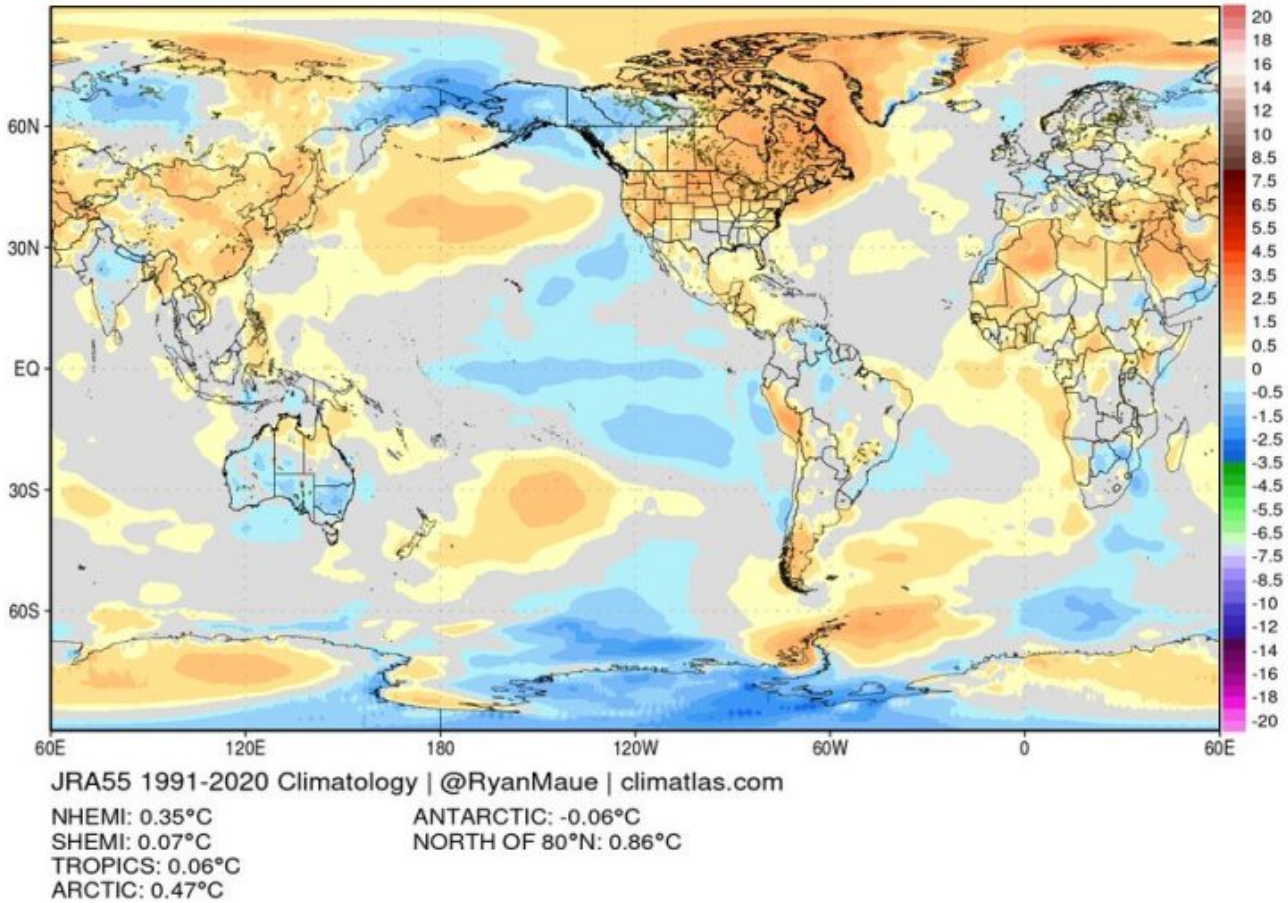 20
18
16
14
12
10
8.5
7.5
6.5
5.5
4.5
3.5
2.5
1.5
0.5
0
-0.5
-1.5
-2.5
-3.5
-4.5
-5.5
-6.5
-7.5
-8.5
-10
-12
-14
-16
-18
-20
60N
30N
EQ
30S
60S
60E 120E 180 120W 60W 0 60E
JRA55 1991-2020 Climatology | @RyanMaue | climatlas.com
NHEMI: 0.35°C ANTARCTIC: -0.06°C
SHEMI: 0.07°C NORTH OF 80°N: 0.86°C
TROPICS: 0.06°C
ARCTIC: 0.47°C